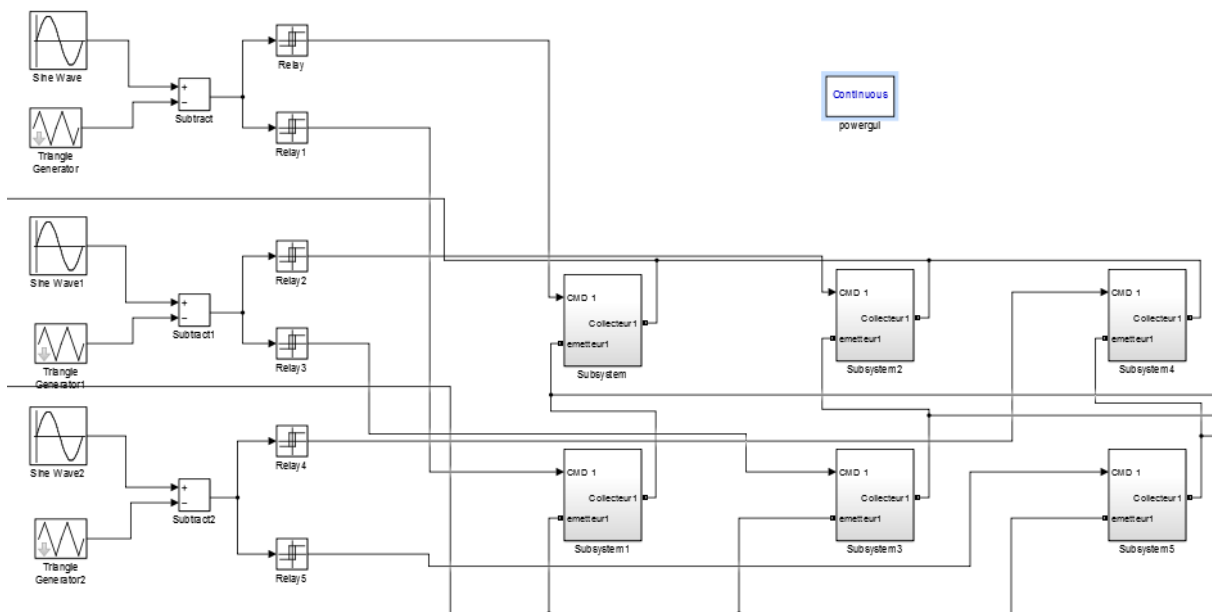 Sine Wave
Triangle
Generator
+
−
Subtract
Relay
Relay1
Continuous
powergui
Sine Wave1
Triangle
Generator1
+
−
Subtract1
Relay2
Relay3
CMD 1
Collecteur1
emetteur1
Subsystem
CMD 1
Collecteur1
emetteur1
Subsystem2
CMD 1
Collecteur1
emetteur1
Subsystem4
Sine Wave2
Triangle
Generator2
+
−
Subtract2
Relay4
Relay5
CMD 1
Collecteur1
emetteur1
Subsystem1
CMD 1
Collecteur1
emetteur1
Subsystem3
CMD 1
Collecteur1
emetteur1
Subsystem5